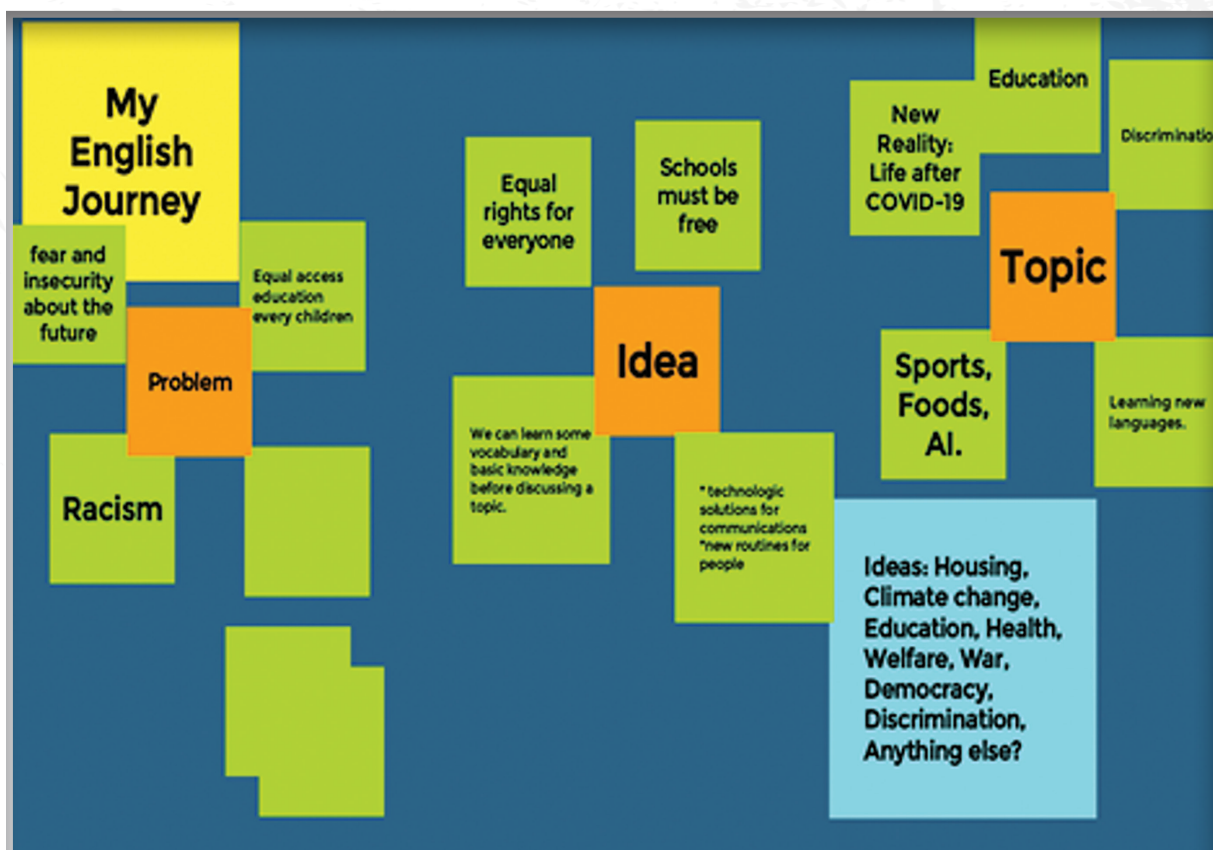 My
English
Journey
fear and
insecurity
about the
future
Equal access
education
every children
Problem
Racism
Equal
rights for
everyone
Schools
must be
free
Idea
We can learn some
vocabulary and
basic knowledge
before discussing a
topic.
* technologic
solutions for
communications
*new routines for
people
Education
New
Reality:
Life after
COVID-19
Discriminatio
Topic
Sports,
Foods,
AI.
Learning new
languages.
Ideas: Housing,
Climate change,
Education, Health,
Welfare, War,
Democracy,
Discrimination,
Anything else?